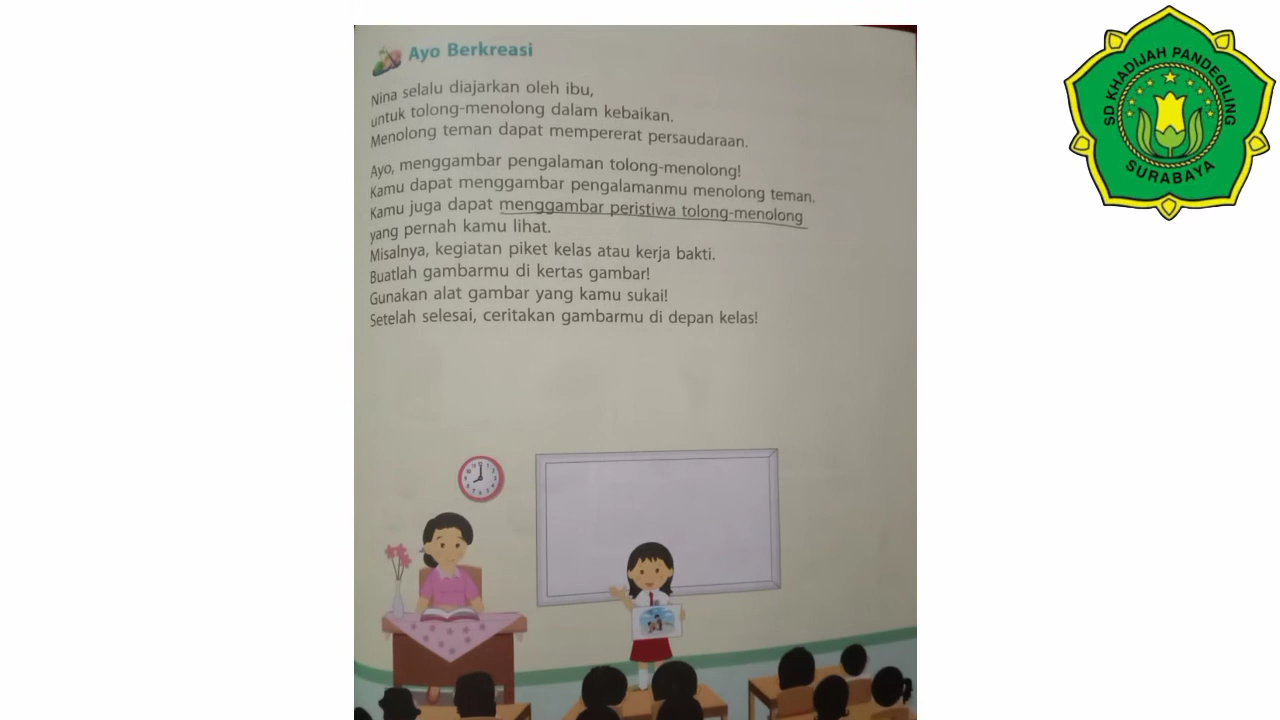 Ayo Berkreasi
Nina selalu diajarkan oleh ibu,
untuk tolong-menolong dalam kebaikan.
Menolong teman dapat mempererat persaudaraan.
Ayo, menggambar pengalaman tolong-menolong!
Kamu dapat menggambar pengalamanmu menolong teman.
Kamu juga dapat menggambar peristiwa tolong-menolong
yang pernah kamu lihat.
Misalnya, kegiatan piket kelas atau kerja bakti.
Buatlah gambarmu di kertas gambar!
Gunakan alat gambar yang kamu sukai!
Setelah selesai, ceritakan gambarmu di depan kelas!
SD KHADIJAH PANDEGILING
SURABAYA